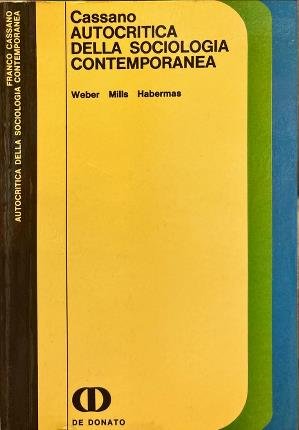 Cassano
AUTOCRITICA
DELLA SOCIOLOGIA
CONTEMPORANEA
Weber Mills Habermas
FRANCO CASSANO
AUTOCRITICA DELLA SOCIOLOGIA CONTEMPORANEA
DE DONATO